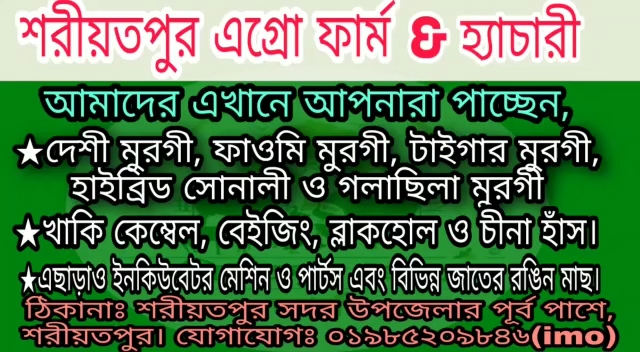 শরীয়তপুর এগ্রো ফার্ম & হ্যাচারী
আমাদের এখানে আপনারা পাচ্ছেন,
★দেশী মুরগী, ফাওমি মুরগী, টাইগার মুরগী,
হাইব্রিড সোনালী ও গলাছিলা মুরগী
★খাকি কেম্বেল, বেইজিং, ব্লাকহোল ও চীনা হাঁস।
★এছাড়াও ইনকিউবেটর মেশিন ও পার্টস এবং বিভিন্ন জাতের রঙিন মাছ।
ঠিকানাঃ শরীয়তপুর সদর উপজেলার পূর্ব পাশে,
শরীয়তপুর। যোগাযোগঃ ০১৯৮৫২০৯৮৪৬(imo)